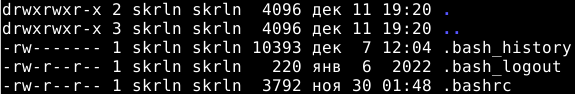 drwxrwxr-x 2 skrln skrln  4096 дек 11 19:20 .
drwxrwxr-x 3 skrln skrln  4096 дек 11 19:20 ..
-rw------- 1 skrln skrln 10393 дек  7 12:04 .bash_history
-rw-r--r-- 1 skrln skrln   220 янв  6  2022 .bash_logout
-rw-r--r-- 1 skrln skrln  3792 ноя 30 01:48 .bashrc